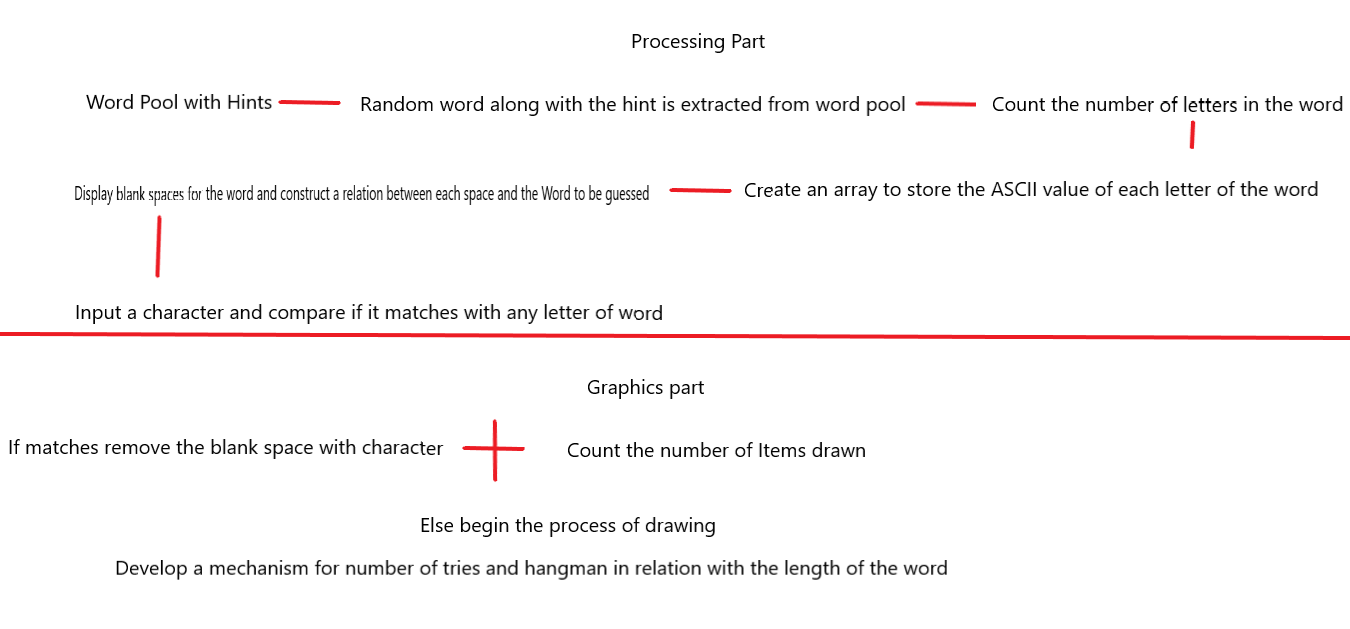 Processing Part
Word Pool with Hints
Random word along with the hint is extracted from word pool
Count the number of letters in the word
Display blank spaces for the word and construct a relation between each space and the Word to be guessed
Create an array to store the ASCII value of each letter of the word
Input a character and compare if it matches with any letter of word
Graphics part
If matches remove the blank space with character
Count the number of Items drawn
Else begin the process of drawing
Develop a mechanism for number of tries and hangman in relation with the length of the word